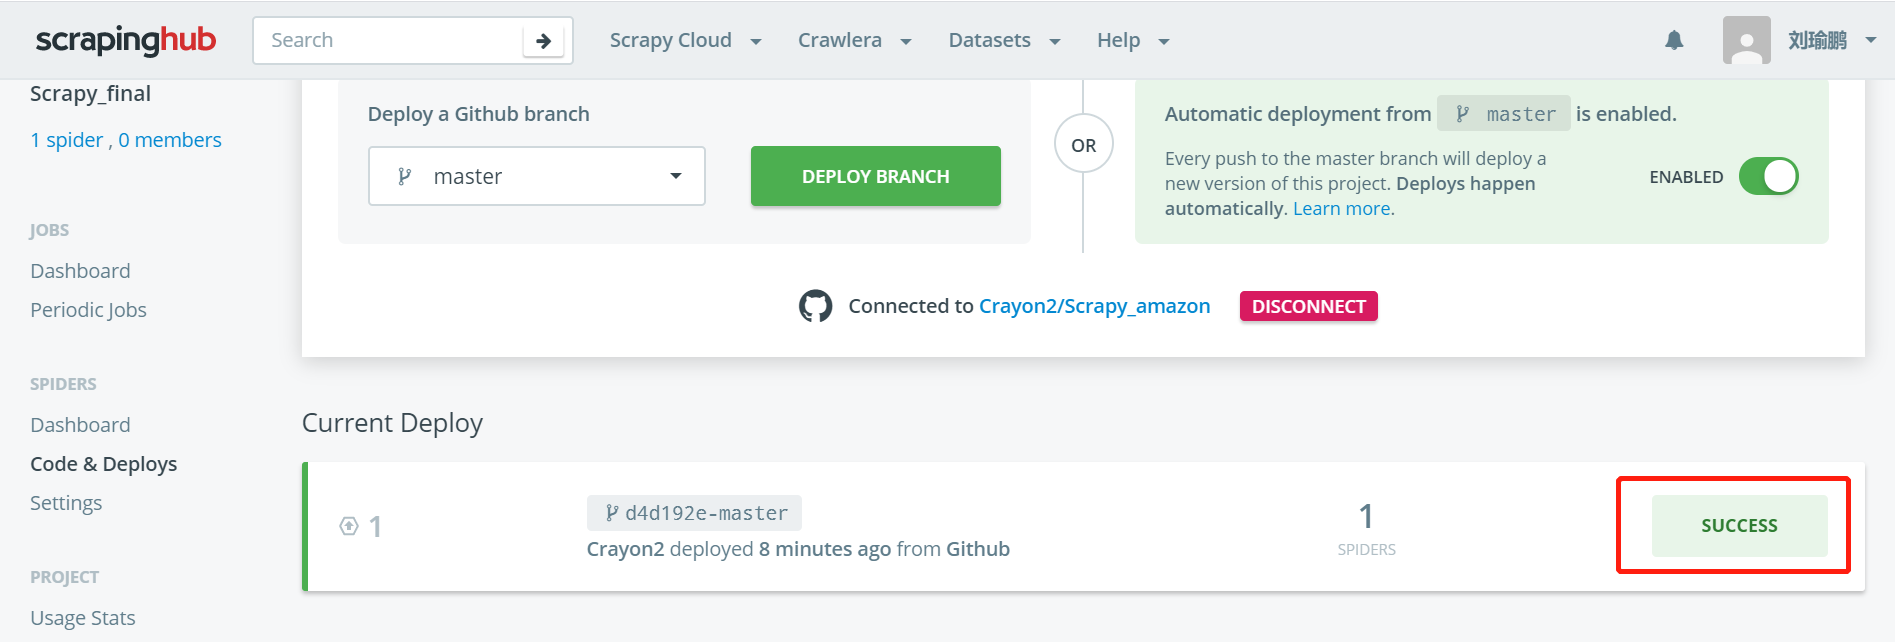 scrapinghub
Search
Scrapy Cloud
Crawlera
Datasets
Help
刘瑜鹏
Scrapy_final
1 spider , 0 members
JOBS
Dashboard
Periodic Jobs
SPIDERS
Dashboard
Code & Deploys
Settings
PROJECT
Usage Stats
Deploy a Github branch
master
DEPLOY BRANCH
OR
Automatic deployment from master is enabled.
Every push to the master branch will deploy a
new version of this project. Deploys happen
automatically. Learn more.
ENABLED
Connected to Crayon2/Scrapy_amazon
DISCONNECT
Current Deploy
1
d4d192e-master
Crayon2 deployed 8 minutes ago from Github
1
SPIDERS
SUCCESS